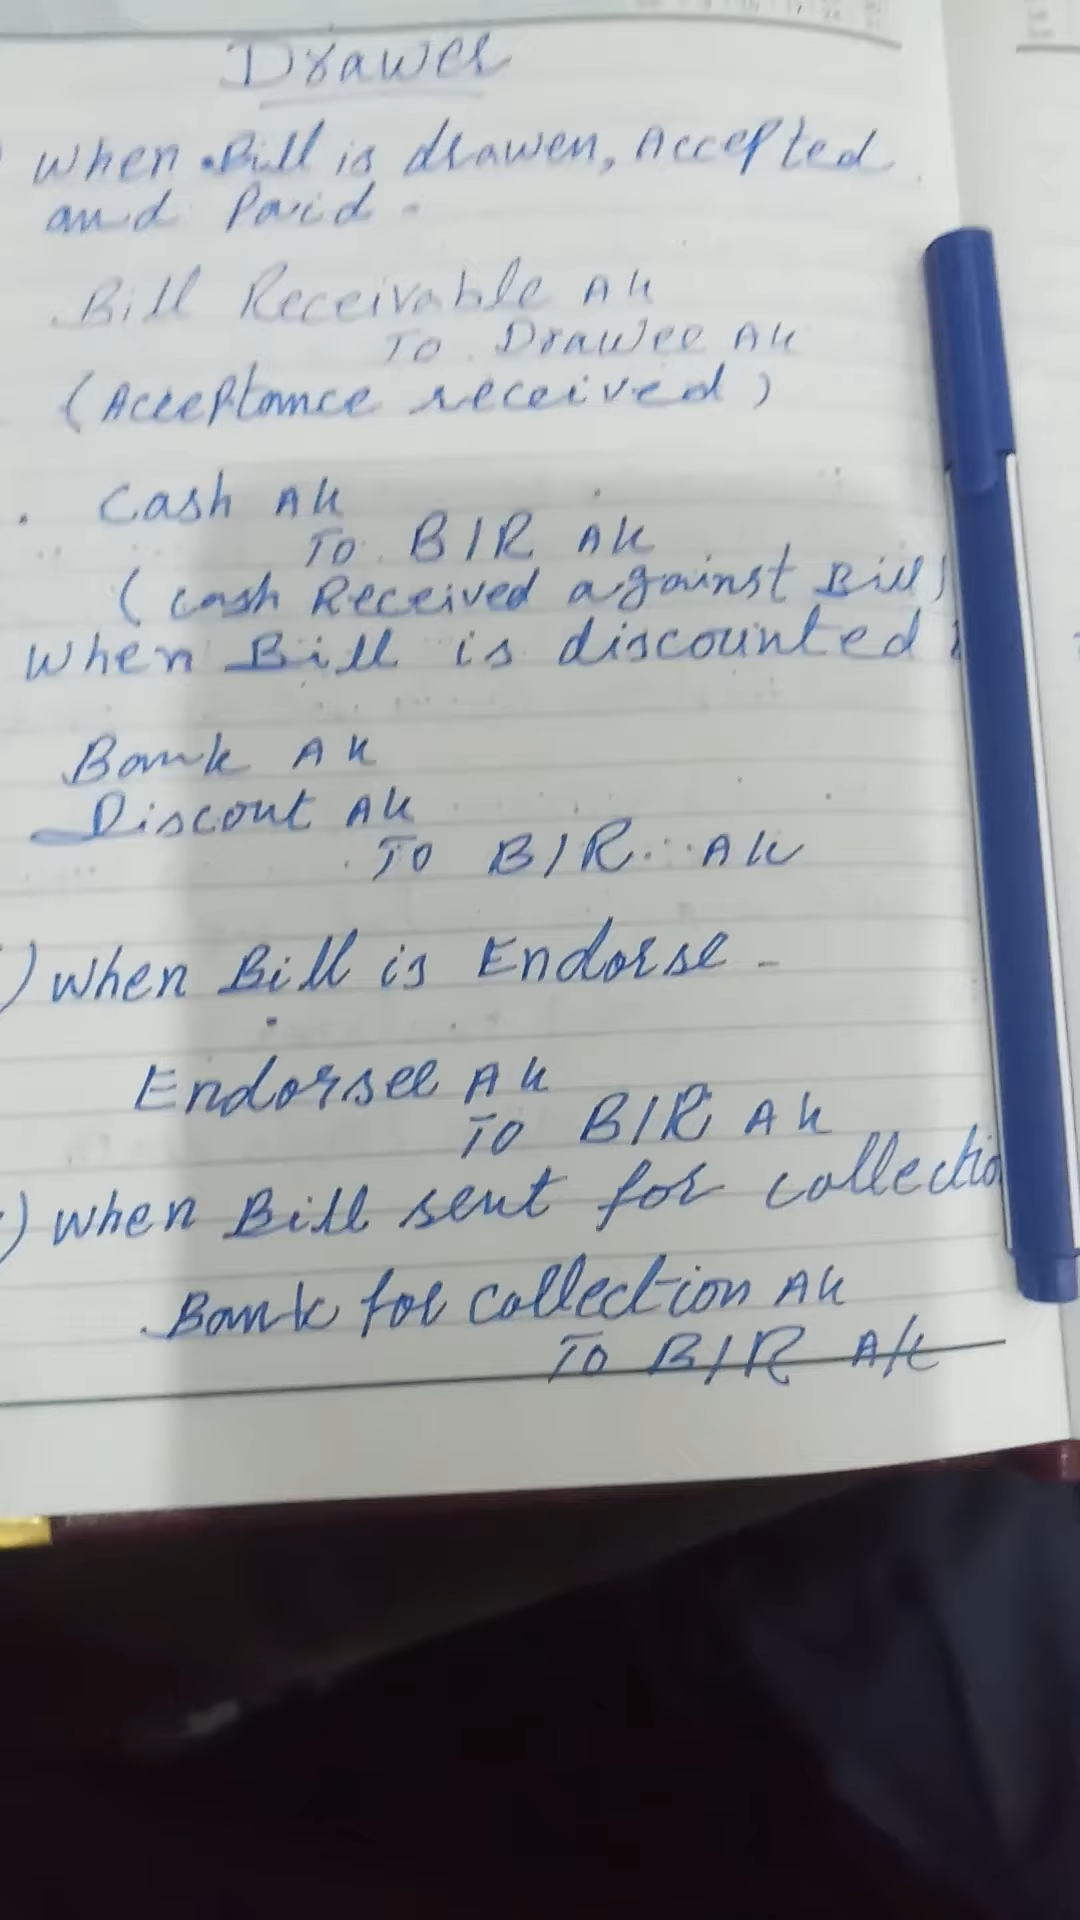 Drawer
When Bill is drawen, Accepted
and Paid -
Bill Receivable A/c
To Drawee A/c
(Acceptance received)
Cash A/c
To B/R A/c
(Cash Received against Bill)
When Bill is discounted
Bank A/c
Discout A/c
To B/R A/c
) When Bill is Endorse -
Endorsee A/c
To B/R A/c
) When Bill sent for collectio
Bank for collection A/c
To B/R A/c